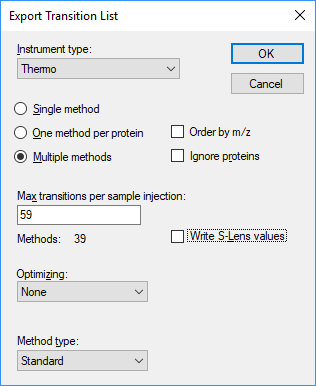 Export Transition List
Instrument type:
Thermo
OK
Cancel
Single method
One method per protein
Order by m/z
Multiple methods
Ignore proteins
Max transitions per sample injection:
59
Methods: 39
Write S-Lens values
Optimizing:
None
Method type:
Standard